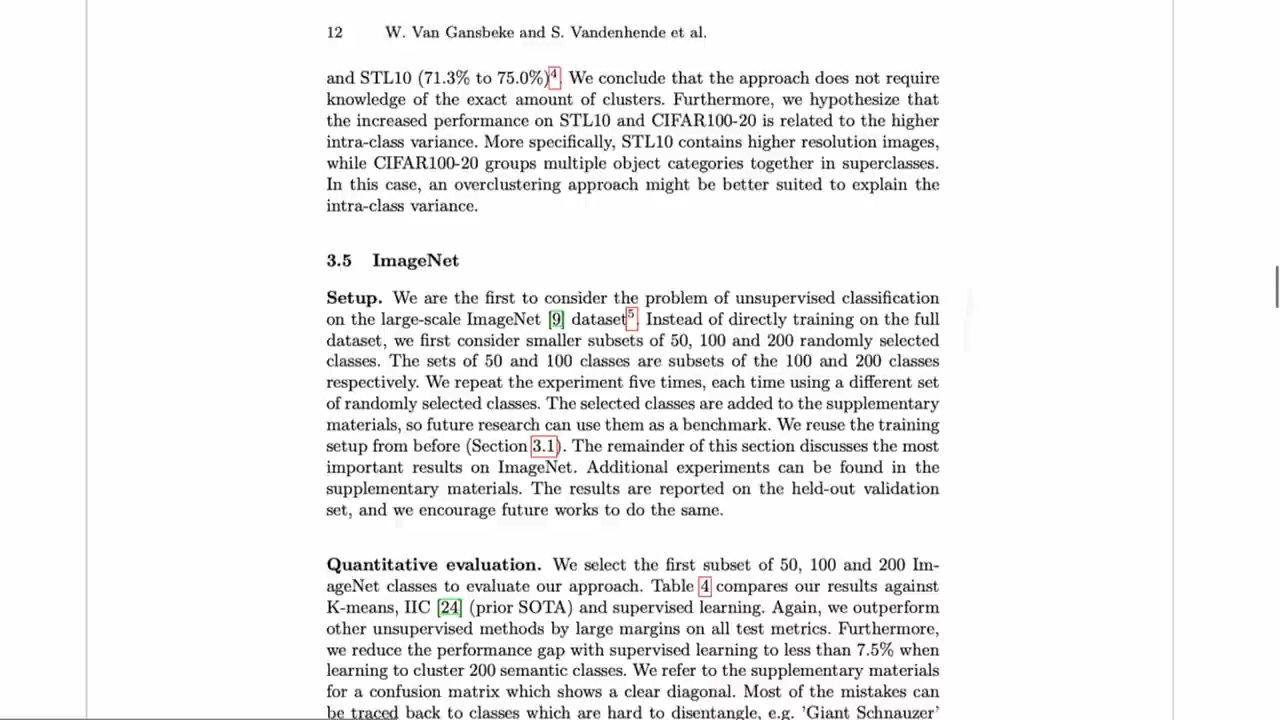 12 W. Van Gansbeke and S. Vandenhende et al.
and STL10 (71.3% to 75.0%)4. We conclude that the approach does not require
knowledge of the exact amount of clusters. Furthermore, we hypothesize that
the increased performance on STL10 and CIFAR100-20 is related to the higher
intra-class variance. More specifically, STL10 contains higher resolution images,
while CIFAR100-20 groups multiple object categories together in superclasses.
In this case, an overclustering approach might be better suited to explain the
intra-class variance.
3.5 ImageNet
Setup. We are the first to consider the problem of unsupervised classification
on the large-scale ImageNet [9] dataset5. Instead of directly training on the full
dataset, we first consider smaller subsets of 50, 100 and 200 randomly selected
classes. The sets of 50 and 100 classes are subsets of the 100 and 200 classes
respectively. We repeat the experiment five times, each time using a different set
of randomly selected classes. The selected classes are added to the supplementary
materials, so future research can use them as a benchmark. We reuse the training
setup from before (Section 3.1). The remainder of this section discusses the most
important results on ImageNet. Additional experiments can be found in the
supplementary materials. The results are reported on the held-out validation
set, and we encourage future works to do the same.
Quantitative evaluation. We select the first subset of 50, 100 and 200 Im-
ageNet classes to evaluate our approach. Table 4 compares our results against
K-means, IIC [24] (prior SOTA) and supervised learning. Again, we outperform
other unsupervised methods by large margins on all test metrics. Furthermore,
we reduce the performance gap with supervised learning to less than 7.5% when
learning to cluster 200 semantic classes. We refer to the supplementary materials
for a confusion matrix which shows a clear diagonal. Most of the mistakes can
be traced back to classes which are hard to disentangle, e.g. 'Giant Schnauzer'